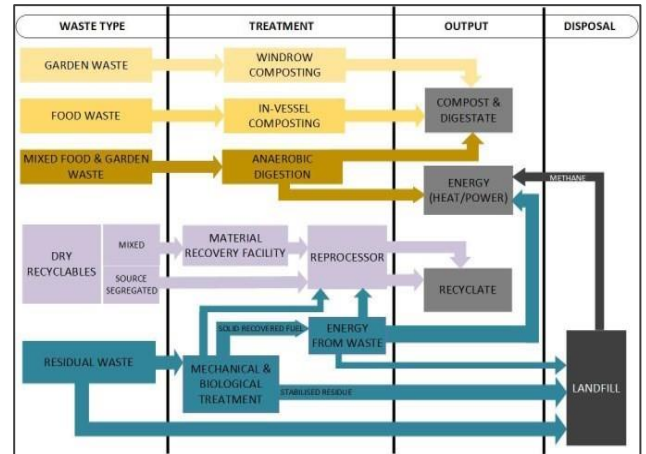 WASTE TYPE
TREATMENT
OUTPUT
DISPOSAL
GARDEN WASTE
WINDROW
COMPOSTING
FOOD WASTE
IN-VESSEL
COMPOSTING
COMPOST &
DIGESTATE
MIXED FOOD & GARDEN
WASTE
ANAEROBIC
DIGESTION
ENERGY
(HEAT/POWER)
METHANE
DRY
RECYCLABLES
MIXED
SOURCE
SEGREGATED
MATERIAL
RECOVERY FACILITY
REPROCESSOR
RECYCLATE
RESIDUAL WASTE
MECHANICAL &
BIOLOGICAL
TREATMENT
SOLID RECOVERED FUEL
ENERGY
FROM WASTE
STABILISED RESIDUE
LANDFILL